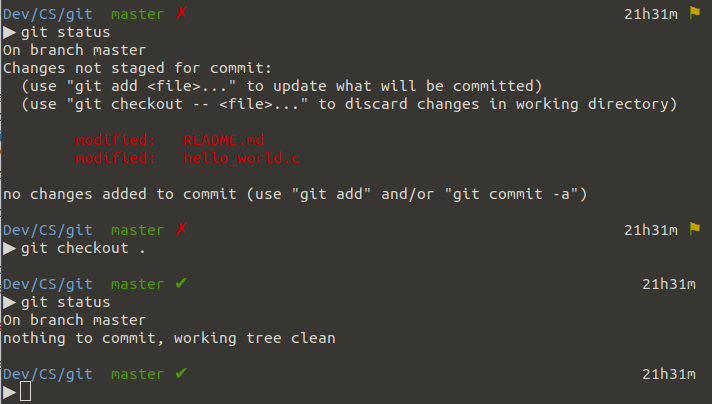 Dev/CS/git master ✗ 21h31m ⚑
▶ git status
On branch master
Changes not staged for commit:
  (use "git add <file>..." to update what will be committed)
  (use "git checkout -- <file>..." to discard changes in working directory)
        modified:   README.md
        modified:   hello_world.c
no changes added to commit (use "git add" and/or "git commit -a")
Dev/CS/git master ✗ 21h31m ⚑
▶ git checkout .
Dev/CS/git master ✔ 21h31m
▶ git status
On branch master
nothing to commit, working tree clean
Dev/CS/git master ✔ 21h31m
▶